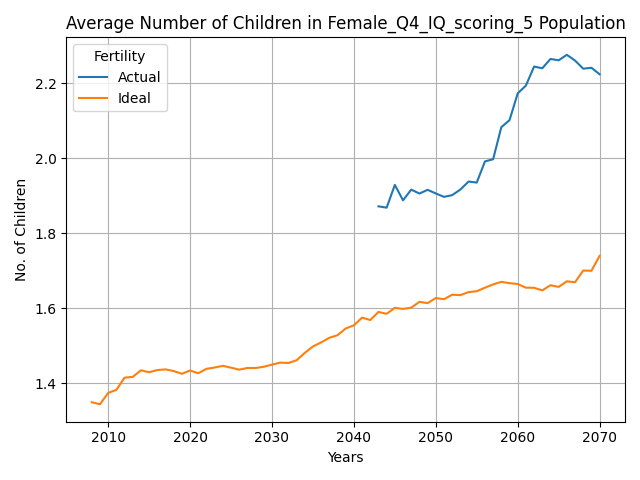 Average Number of Children in Female_Q4_IQ_scoring_5 Population
Fertility
Actual
Ideal
No. of Children
2.2
2.0
1.8
1.6
1.4
2010 2020 2030 2040 2050 2060 2070
Years